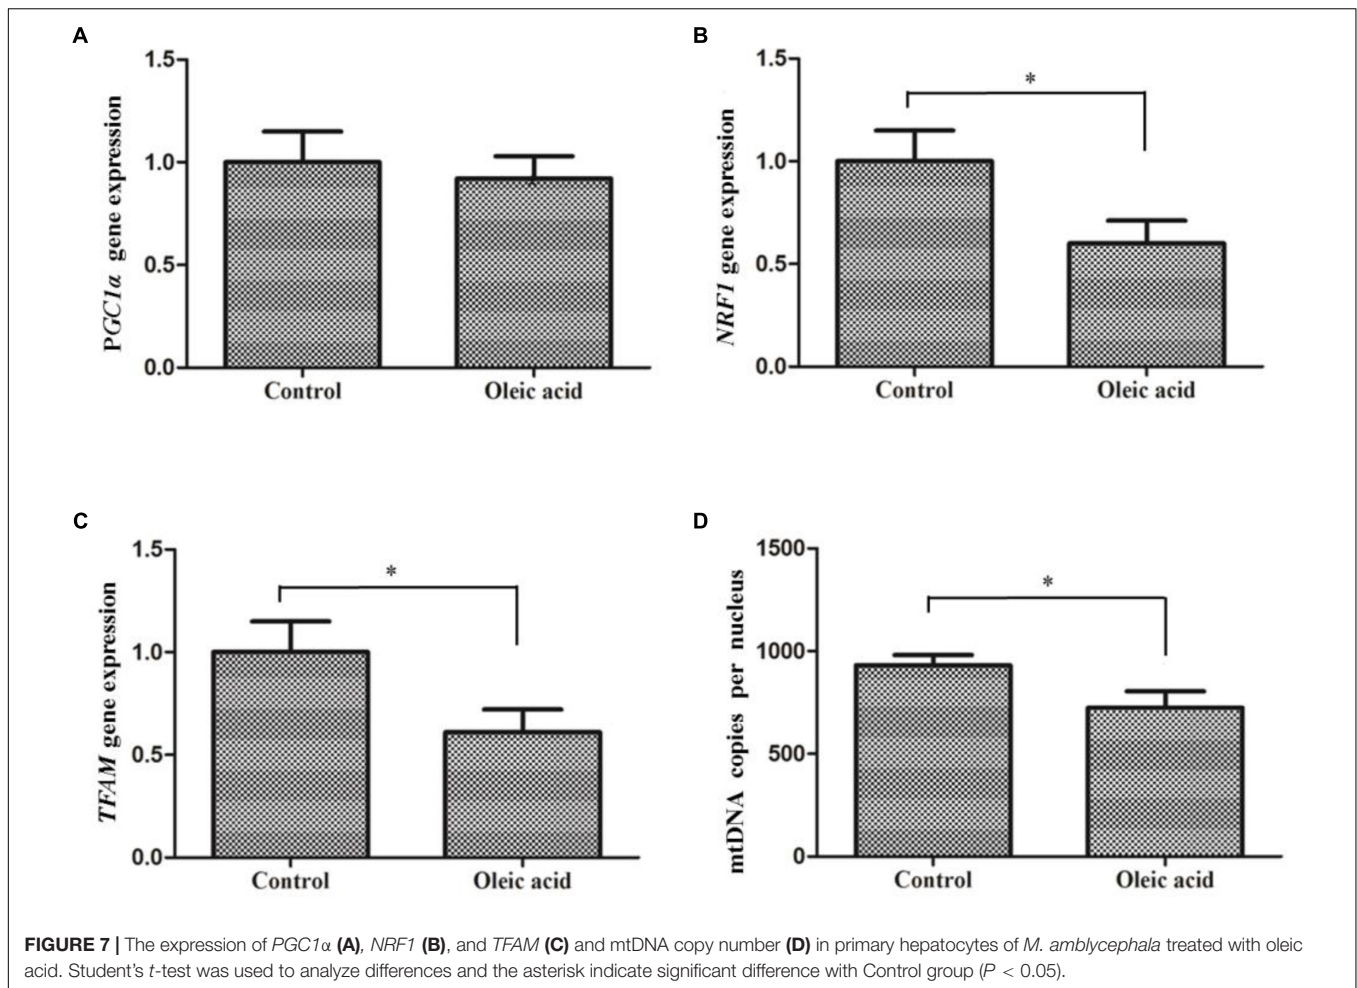 A
1.5
1.0
0.5
0.0
PGC1α gene expression
Control
Oleic acid
B
1.5
1.0
0.5
0.0
NRF1 gene expression
*
Control
Oleic acid
C
1.5
1.0
0.5
0.0
TFAM gene expression
*
Control
Oleic acid
D
1500
1000
500
0
mtDNA copies per nucleus
*
Control
Oleic acid
FIGURE 7 | The expression of PGC1α (A), NRF1 (B), and TFAM (C) and mtDNA copy number (D) in primary hepatocytes of M. amblycephala treated with oleic
acid. Student’s t-test was used to analyze differences and the asterisk indicate significant difference with Control group (P < 0.05).